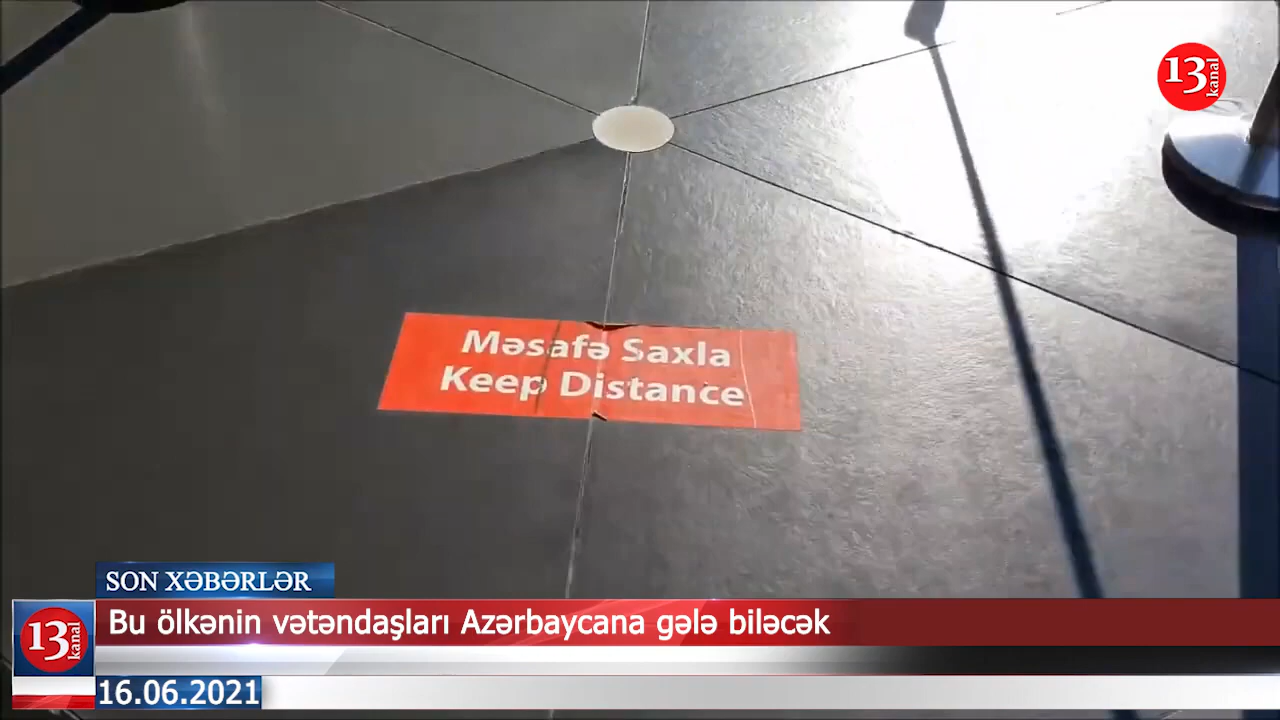 13 kanal
Məsafə Saxla
Keep Distance
SON XƏBƏRLƏR
13 kanal
Bu ölkənin vətəndaşları Azərbaycana gələ biləcək
16.06.2021